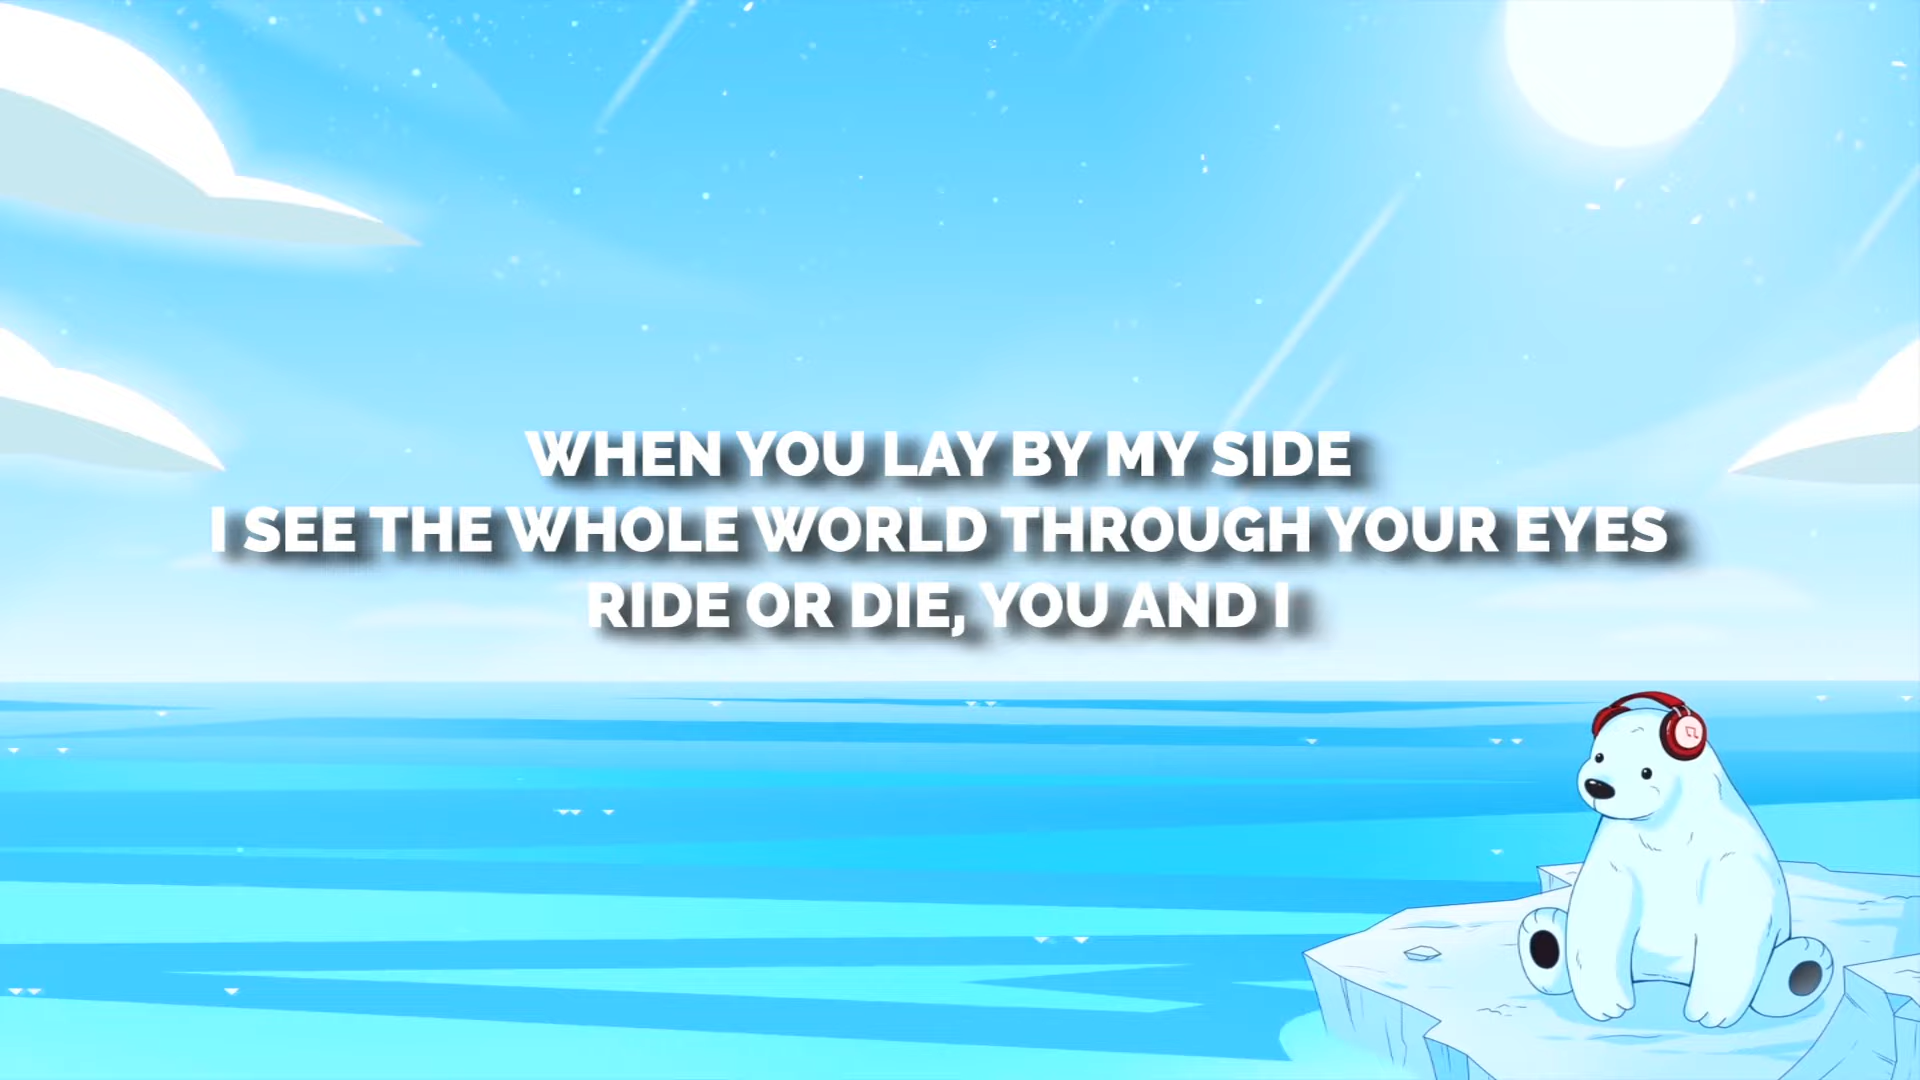 WHEN YOU LAY BY MY SIDE
I SEE THE WHOLE WORLD THROUGH YOUR EYES
RIDE OR DIE, YOU AND I